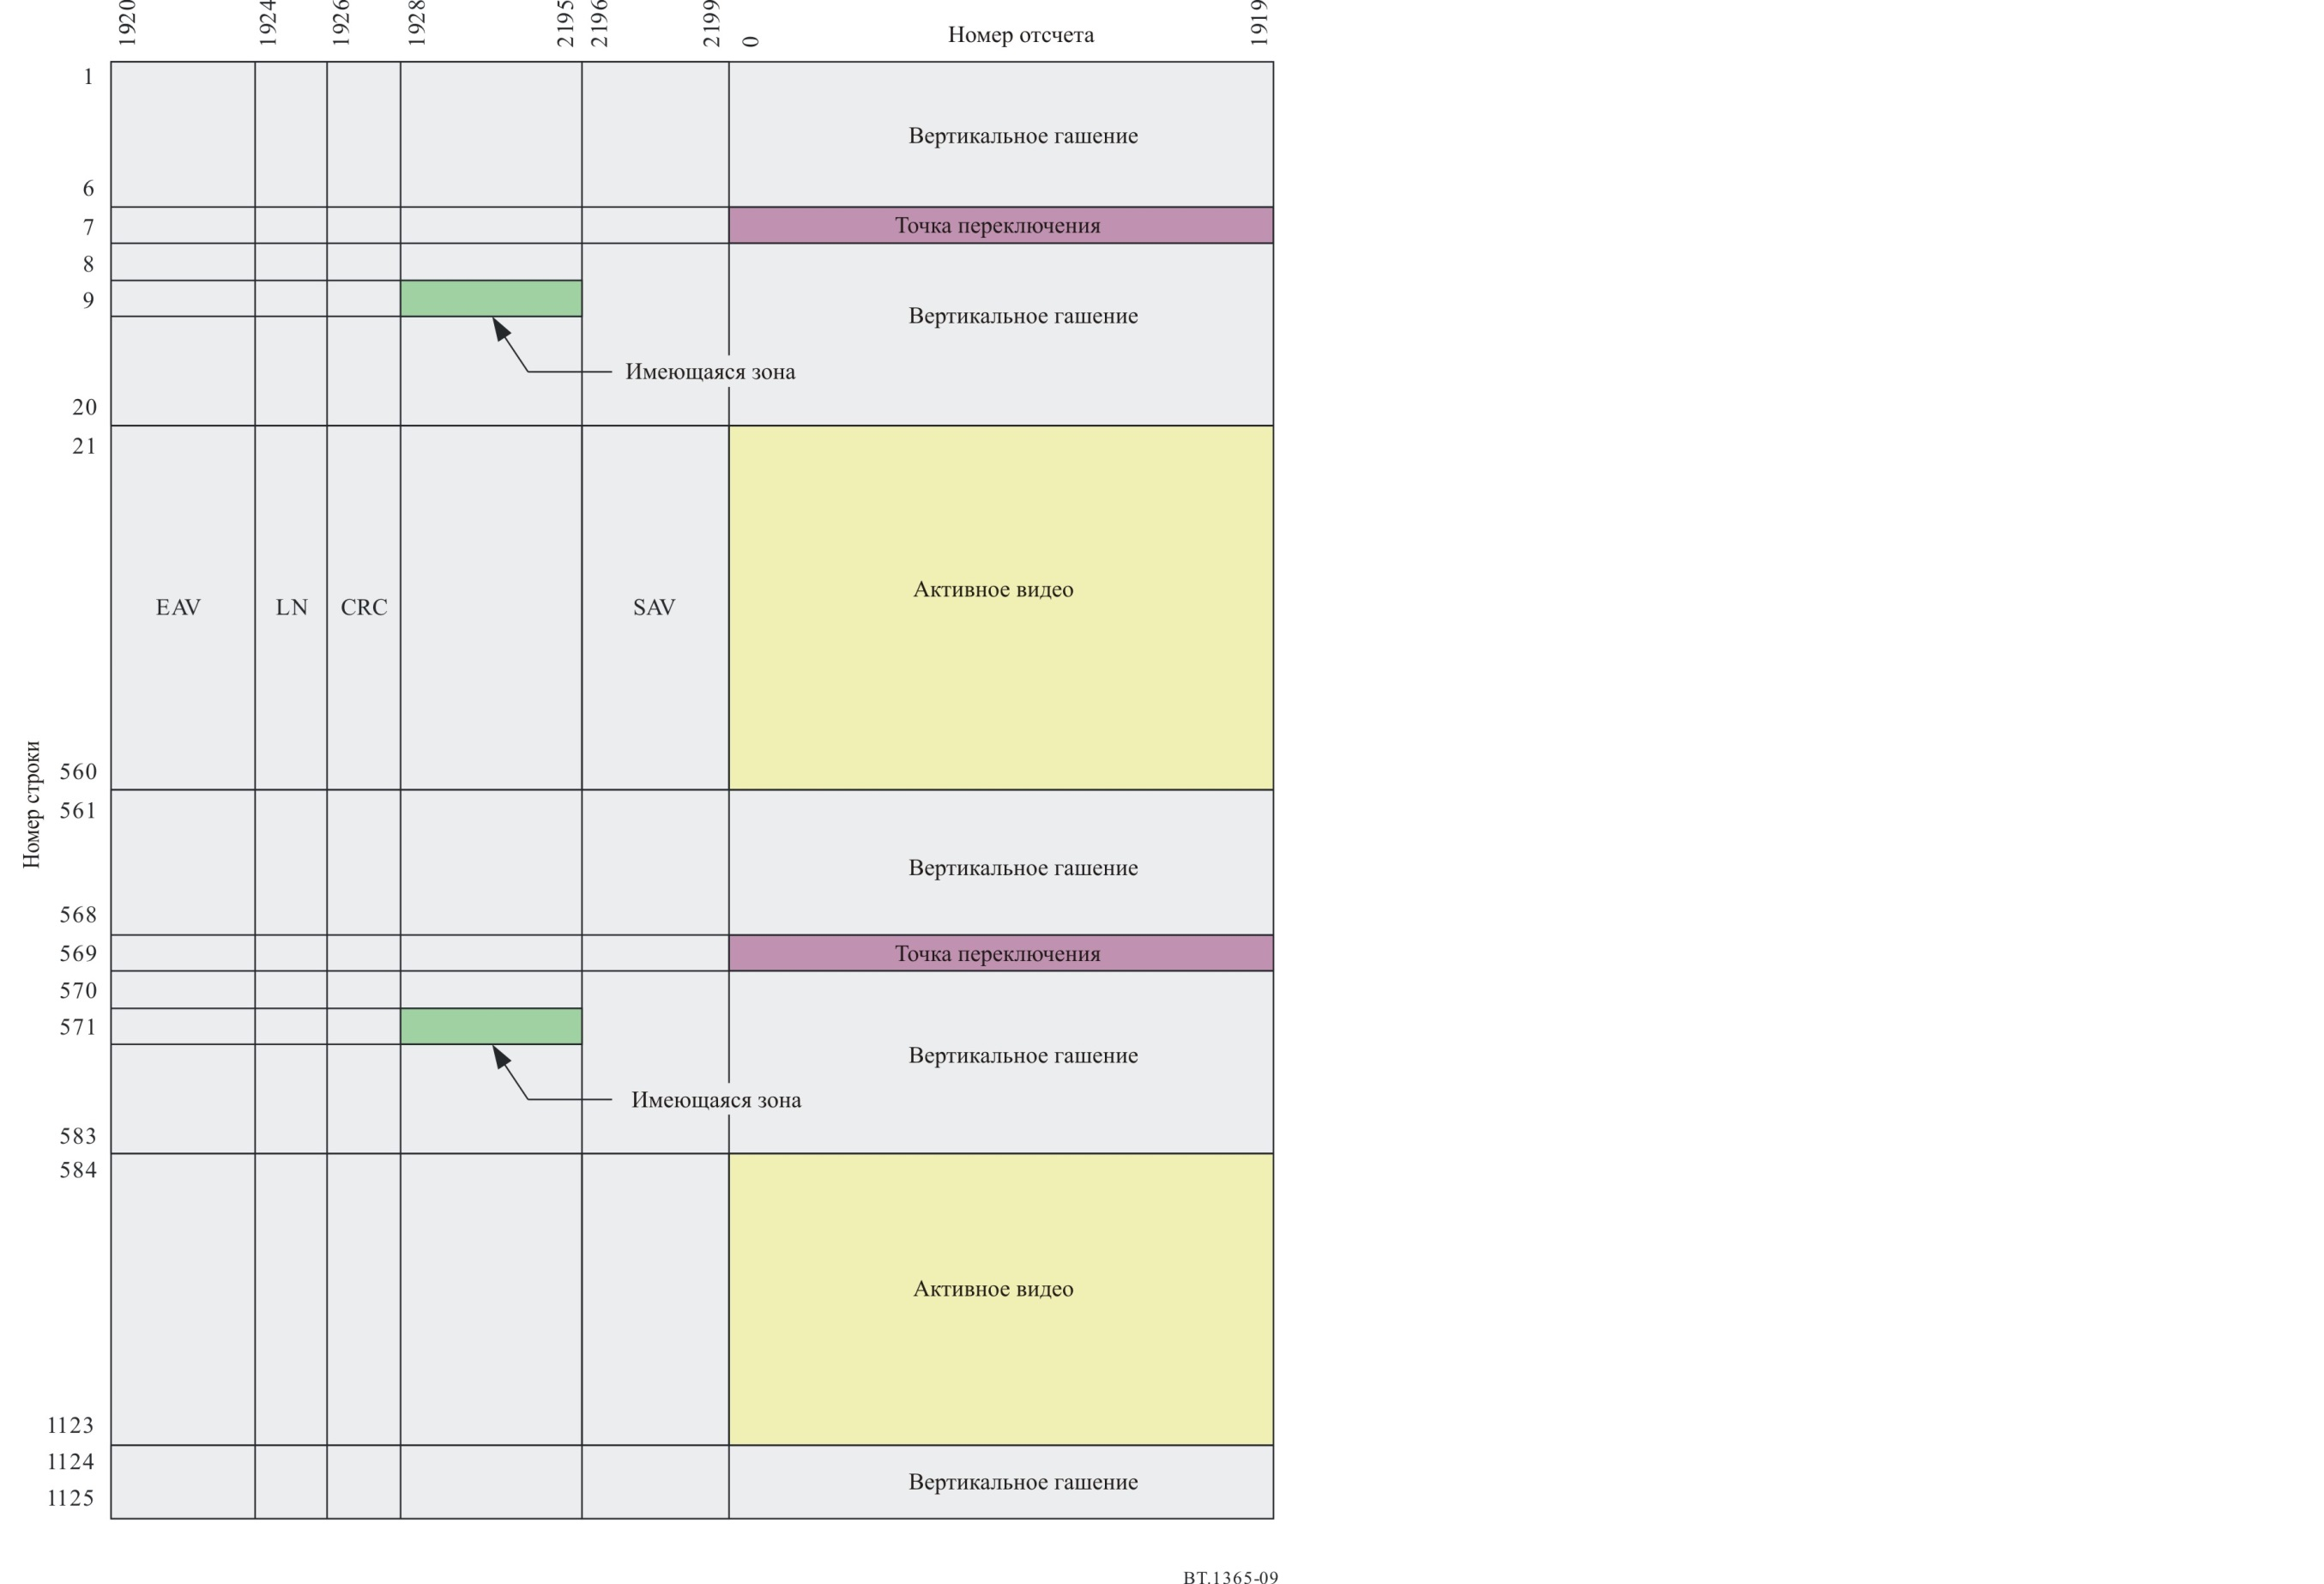 1920 1924 1926 1928 2195 2196 2199 0 Номер отсчета 1919
1
Вертикальное гашение
6
7 Точка переключения
8
9
Вертикальное гашение
Имеющаяся зона
20
21
Активное видео
EAV LN CRC SAV
560
Номер строки
561
Вертикальное гашение
568
569 Точка переключения
570
571
Вертикальное гашение
Имеющаяся зона
583
584
Активное видео
1123
1124
Вертикальное гашение
1125
BT.1365-09